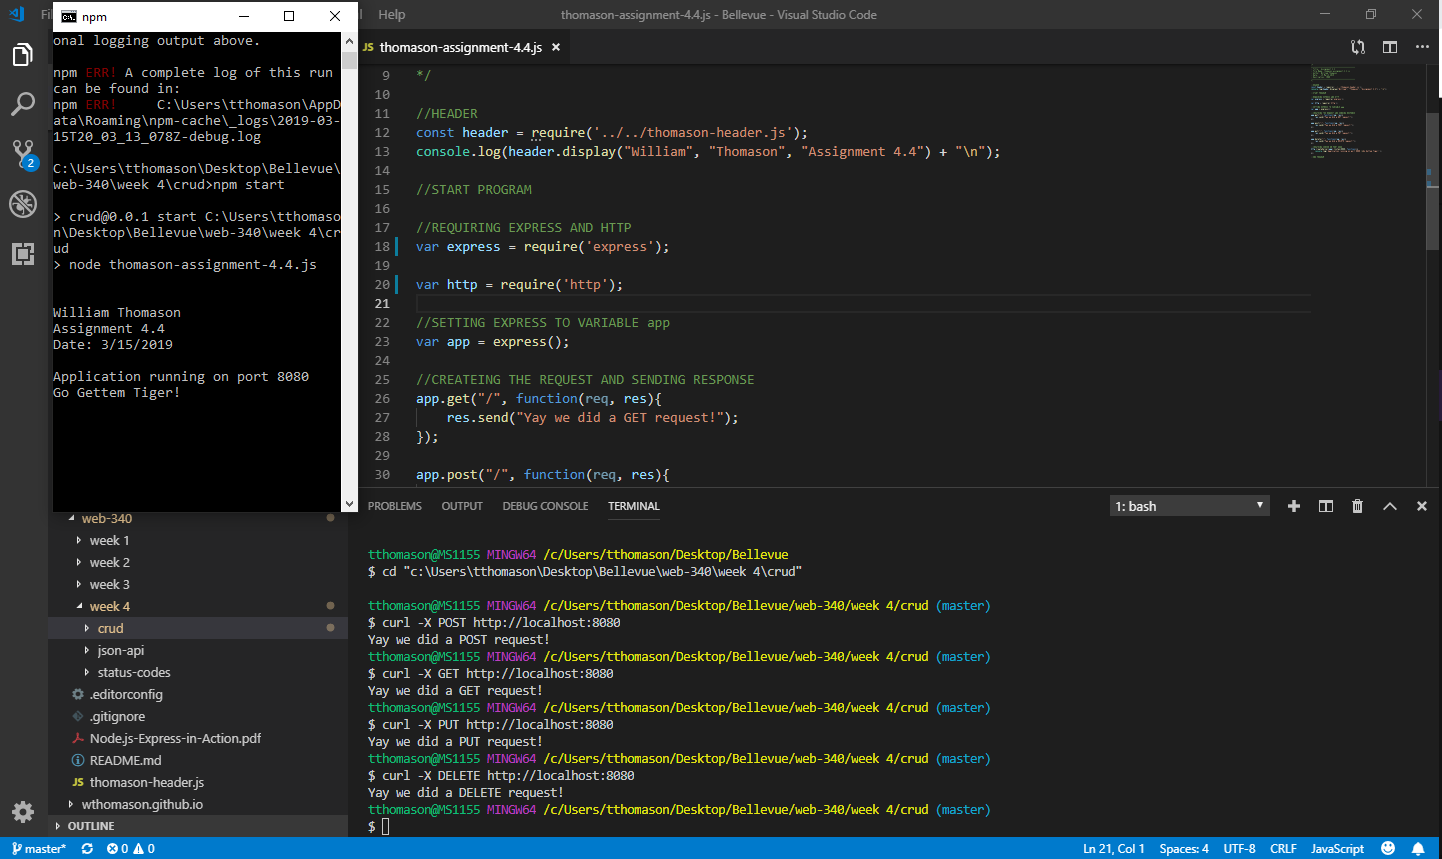 npm
Help
thomason-assignment-4.4.js - Bellevue - Visual Studio Code
onal logging output above.
npm ERR! A complete log of this run
can be found in:
npm ERR!     C:\Users\tthomason\AppD
ata\Roaming\npm-cache\_logs\2019-03-
15T20_03_13_078Z-debug.log
C:\Users\tthomason\Desktop\Bellevue\
web-340\week 4\crud>npm start
> crud@0.0.1 start C:\Users\tthomaso
n\Desktop\Bellevue\web-340\week 4\cr
ud
> node thomason-assignment-4.4.js
William Thomason
Assignment 4.4
Date: 3/15/2019
Application running on port 8080
Go Gettem Tiger!
2
JS thomason-assignment-4.4.js
9 */
10
11 //HEADER
12 const header = require('../../thomason-header.js');
13 console.log(header.display("William", "Thomason", "Assignment 4.4") + "\n");
14
15 //START PROGRAM
16
17 //REQUIRING EXPRESS AND HTTP
18 var express = require('express');
19
20 var http = require('http');
21
22 //SETTING EXPRESS TO VARIABLE app
23 var app = express();
24
25 //CREATEING THE REQUEST AND SENDING RESPONSE
26 app.get("/", function(req, res){
27     res.send("Yay we did a GET request!");
28 });
29
30 app.post("/", function(req, res){
web-340
week 1
week 2
week 3
week 4
crud
json-api
status-codes
.editorconfig
.gitignore
Node.js-Express-in-Action.pdf
README.md
JS thomason-header.js
wthomason.github.io
OUTLINE
PROBLEMS OUTPUT DEBUG CONSOLE TERMINAL
1: bash
tthomason@MS1155 MINGW64 /c/Users/tthomason/Desktop/Bellevue
$ cd "c:\Users\tthomason\Desktop\Bellevue\web-340\week 4\crud"
tthomason@MS1155 MINGW64 /c/Users/tthomason/Desktop/Bellevue/web-340/week 4/crud (master)
$ curl -X POST http://localhost:8080
Yay we did a POST request!
tthomason@MS1155 MINGW64 /c/Users/tthomason/Desktop/Bellevue/web-340/week 4/crud (master)
$ curl -X GET http://localhost:8080
Yay we did a GET request!
tthomason@MS1155 MINGW64 /c/Users/tthomason/Desktop/Bellevue/web-340/week 4/crud (master)
$ curl -X PUT http://localhost:8080
Yay we did a PUT request!
tthomason@MS1155 MINGW64 /c/Users/tthomason/Desktop/Bellevue/web-340/week 4/crud (master)
$ curl -X DELETE http://localhost:8080
Yay we did a DELETE request!
tthomason@MS1155 MINGW64 /c/Users/tthomason/Desktop/Bellevue/web-340/week 4/crud (master)
$
master* 0 0 Ln 21, Col 1 Spaces: 4 UTF-8 CRLF JavaScript